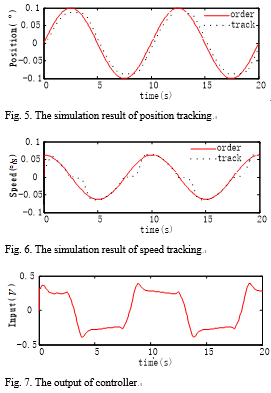 0.1
0.05
0
-0.05
-0.1
Position(°)
order
track
0 5 10 15 20
time(s)
Fig. 5. The simulation result of position tracking.
0.1
0.05
0
-0.05
-0.1
Speed(°/s)
order
track
0 5 10 15 20
time(s)
Fig. 6. The simulation result of speed tracking.
0.5
0
-0.5
Input(V)
0 5 10 15 20
time(s)
Fig. 7. The output of controller.